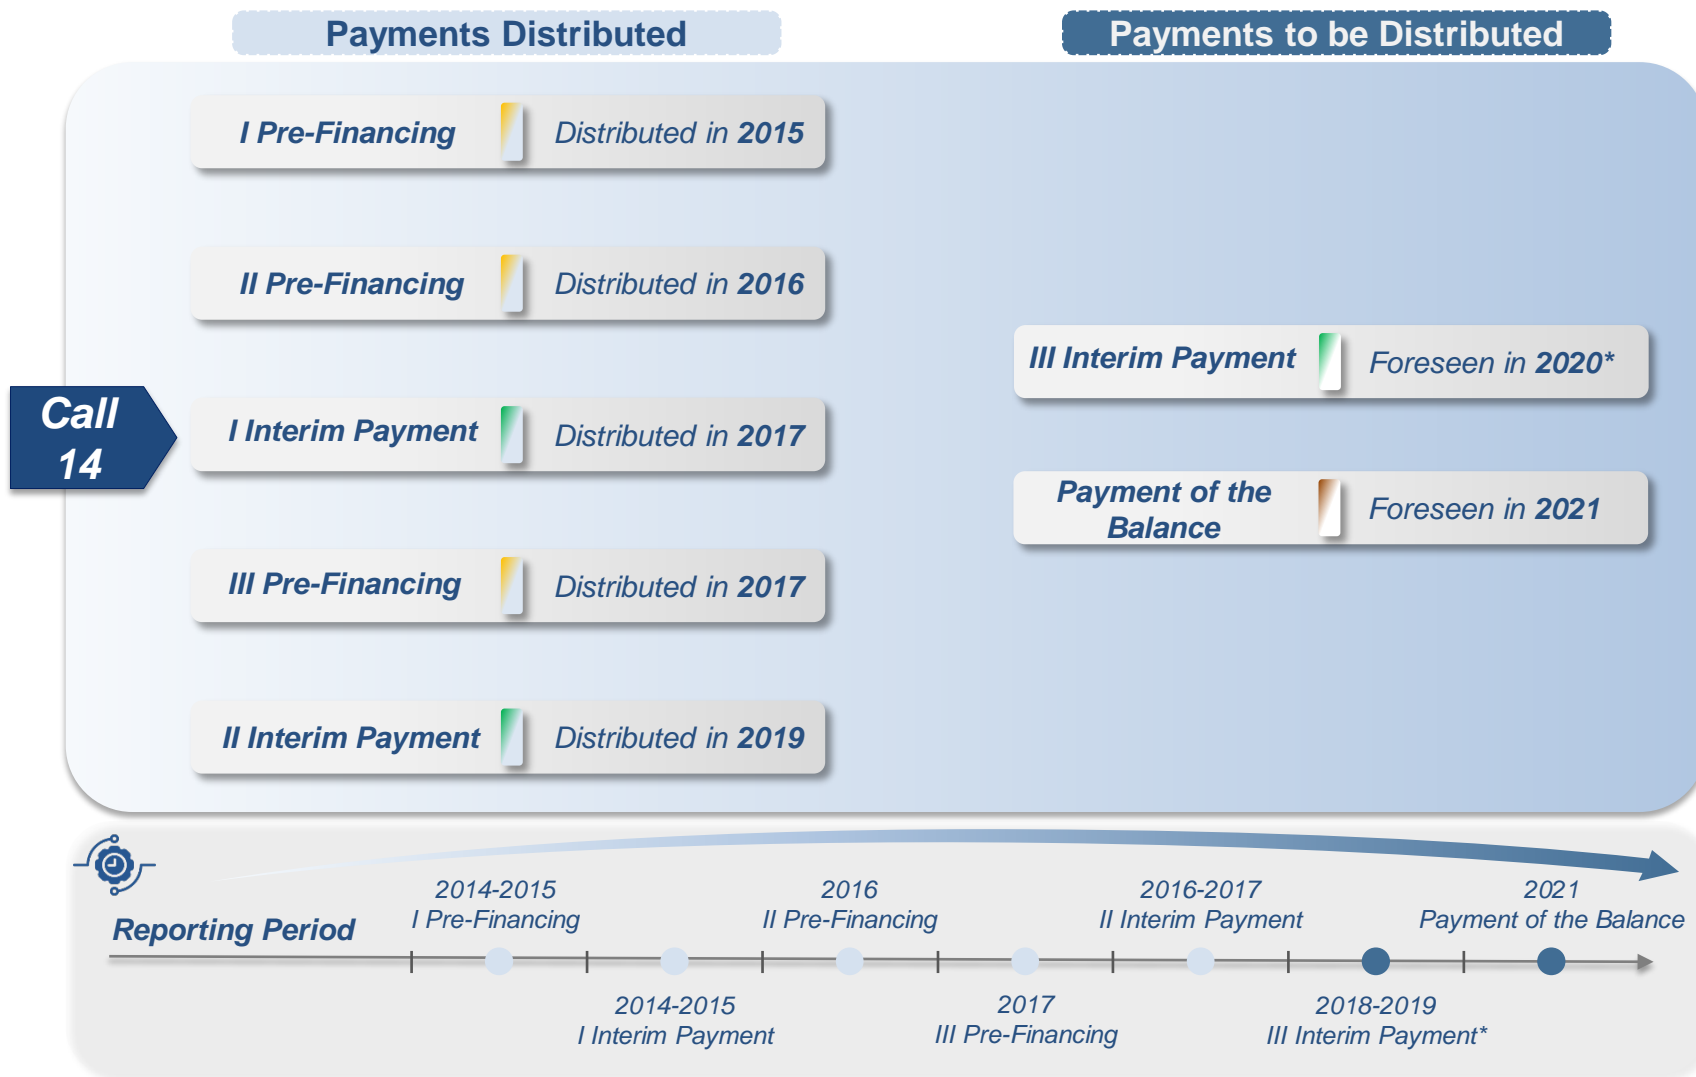 Payments Distributed
Payments to be Distributed
I Pre-Financing
Distributed in 2015
II Pre-Financing
Distributed in 2016
III Interim Payment
Foreseen in 2020*
Call
14
I Interim Payment
Distributed in 2017
Payment of the
Balance
Foreseen in 2021
III Pre-Financing
Distributed in 2017
II Interim Payment
Distributed in 2019
Reporting Period
2014-2015
I Pre-Financing
2014-2015
I Interim Payment
2016
II Pre-Financing
2017
III Pre-Financing
2016-2017
II Interim Payment
2018-2019
III Interim Payment*
2021
Payment of the Balance